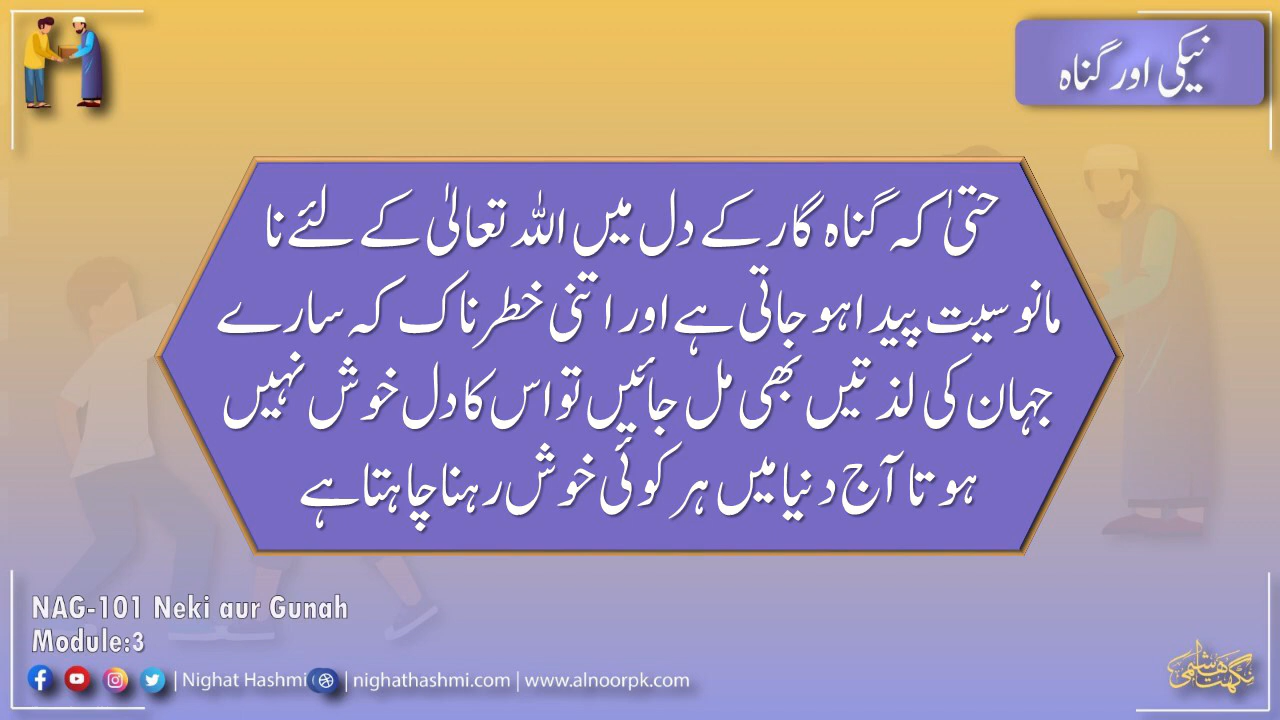 نیکی اور گناہ
حتیٰ کہ گناہ گار کے دل میں اللہ تعالیٰ کے لئے نا
مانوسیت پیدا ہو جاتی ہے اور اتنی خطرناک کہ سارے
جہان کی لذتیں بھی مل جائیں تو اس کا دل خوش نہیں
ہوتا آج دنیا میں ہر کوئی خوش رہنا چاہتا ہے
NAG-101 Neki aur Gunah
Module:3
| Nighat Hashmi | nighathashmi.com | www.alnoorpk.com
نگہت ہاشمی